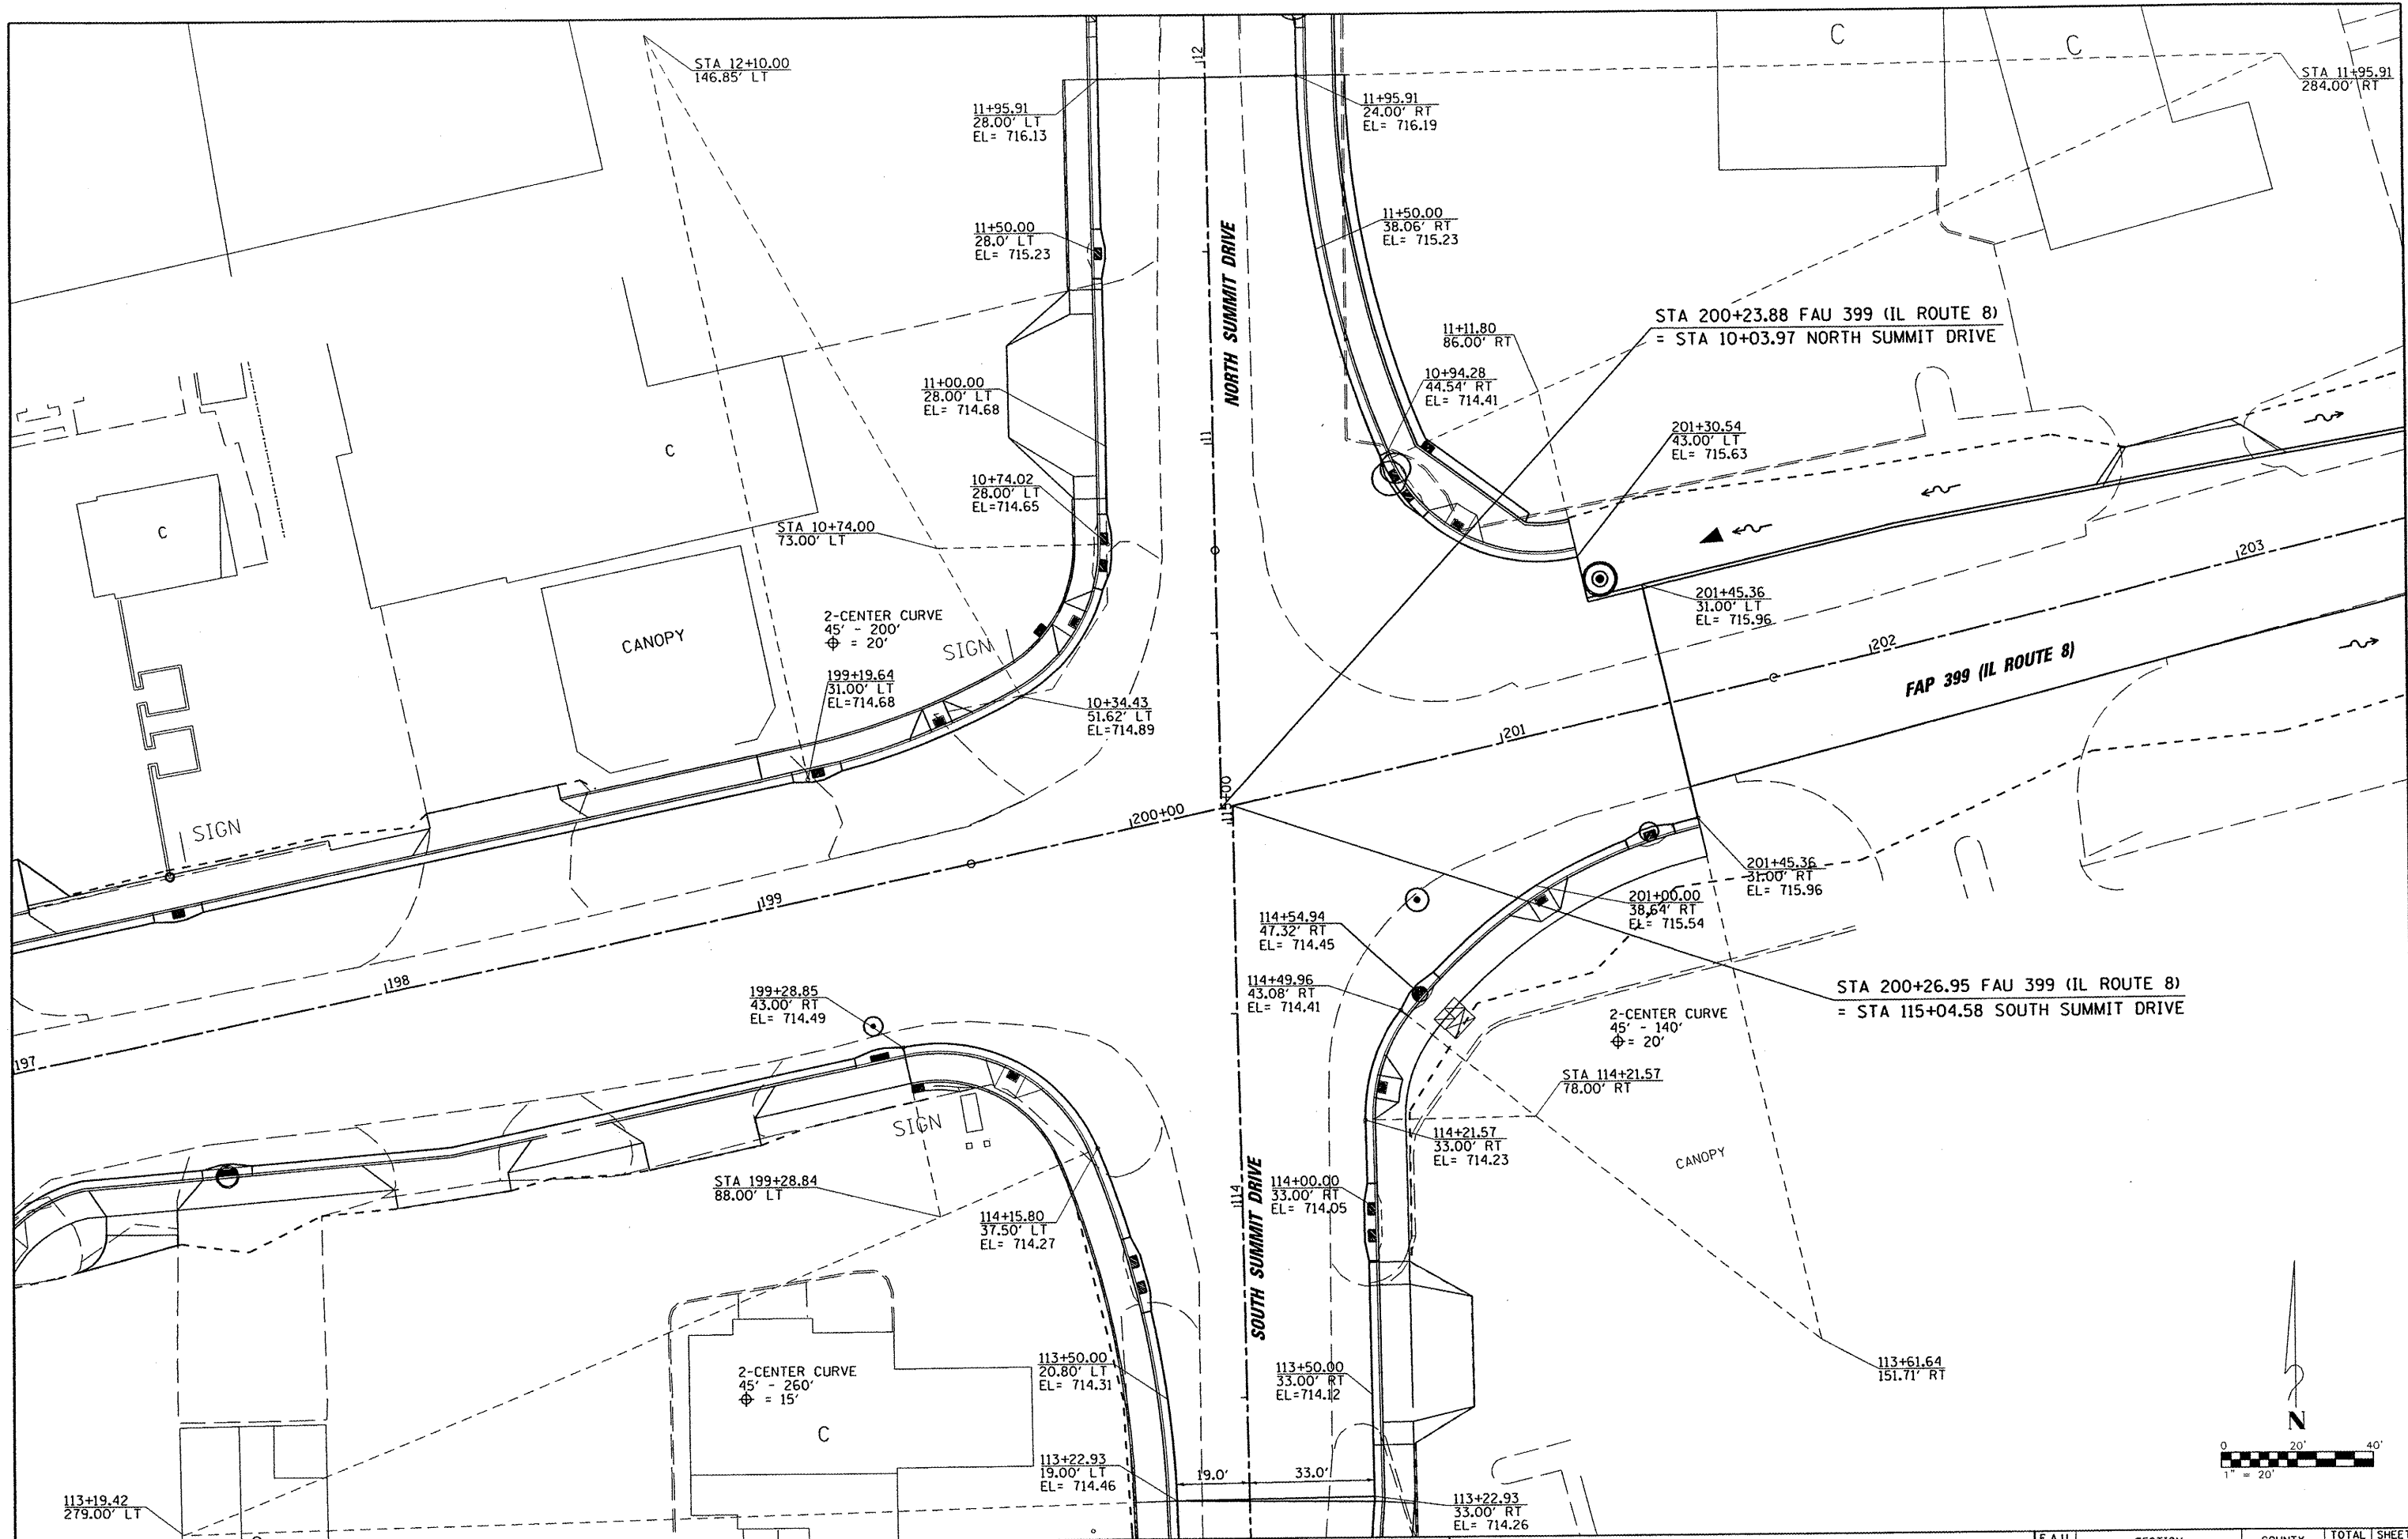 STA 12+10.00
146.85' LT
12
C
C
STA 11+95.91
284.00' RT
11+95.91
28.00' LT
EL= 716.13
11+95.91
24.00' RT
EL= 716.19
11+50.00
28.0' LT
EL= 715.23
NORTH SUMMIT DRIVE
11+50.00
38.06' RT
EL= 715.23
STA 200+23.88 FAU 399 (IL ROUTE 8)
= STA 10+03.97 NORTH SUMMIT DRIVE
11+11.80
86.00' RT
11+00.00
28.00' LT
EL= 714.68
10+94.28
44.54' RT
EL= 714.41
11
C
201+30.54
43.00' LT
EL= 715.63
10+74.02
28.00' LT
EL=714.65
STA 10+74.00
73.00' LT
C
203
201+45.36
31.00' LT
EL= 715.96
2-CENTER CURVE
45' - 200'
= 20'
CANOPY
SIGN
202
FAP 399 (IL ROUTE 8)
199+19.64
31.00' LT
EL=714.68
10+34.43
51.62' LT
EL=714.89
201
200+00
115+00
SIGN
201+45.36
31.00' RT
EL= 715.96
199
201+00.00
38.64' RT
EL= 715.54
114+54.94
47.32' RT
EL= 714.45
198
114+49.96
43.08' RT
EL= 714.41
STA 200+26.95 FAU 399 (IL ROUTE 8)
= STA 115+04.58 SOUTH SUMMIT DRIVE
199+28.85
43.00' RT
EL= 714.49
2-CENTER CURVE
45' - 140'
= 20'
197
STA 114+21.57
78.00' RT
SIGN
114+21.57
33.00' RT
EL= 714.23
CANOPY
STA 199+28.84
88.00' LT
114
114+00.00
33.00' RT
EL= 714.05
114+15.80
37.50' LT
EL= 714.27
SOUTH SUMMIT DRIVE
113+50.00
20.80' LT
EL= 714.31
113+50.00
33.00' RT
EL=714.12
113+61.64
151.71' RT
2-CENTER CURVE
45' - 260'
= 15'
C
N
0 20' 40'
1" = 20'
113+22.93
19.00' LT
EL= 714.46
19.0'
33.0'
113+22.93
33.00' RT
EL= 714.26
113+19.42
279.00' LT
F.A.U. SECTION COUNTY TOTAL SHEET